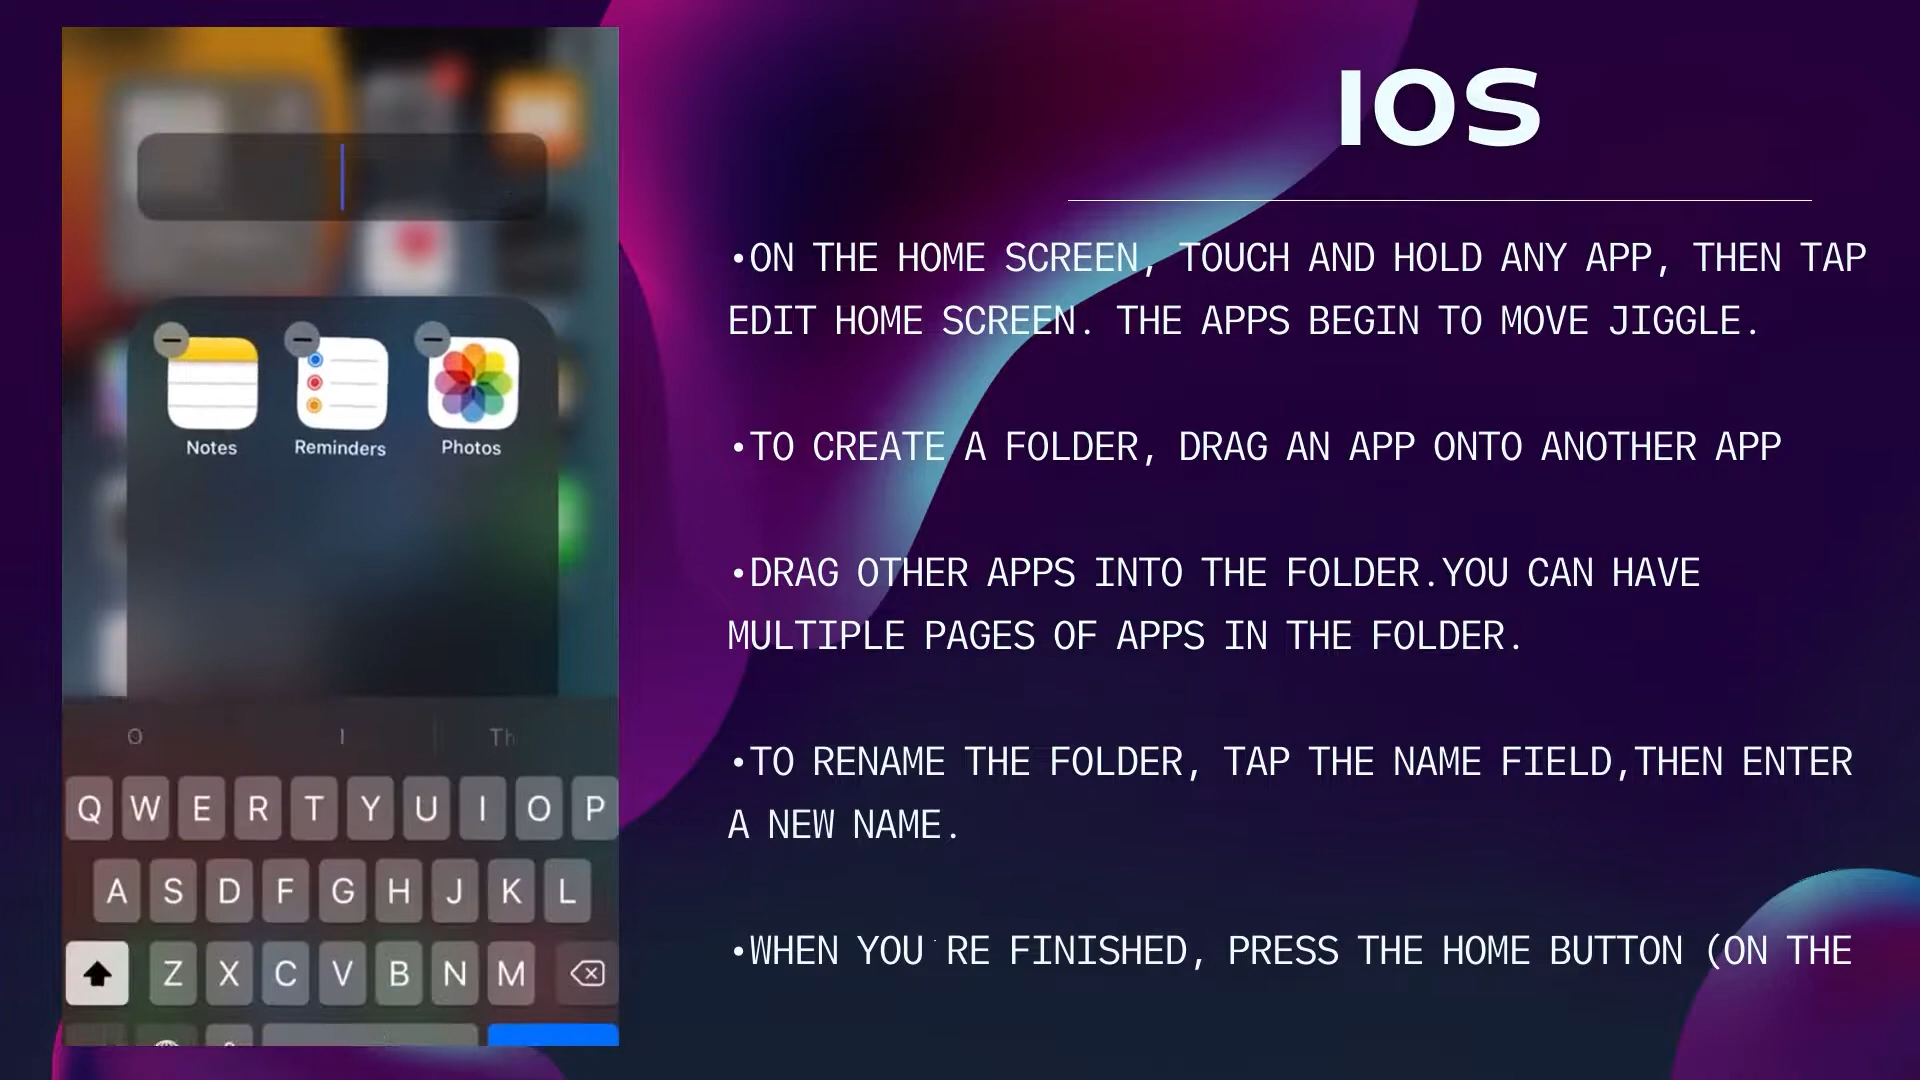 IOS
•ON THE HOME SCREEN, TOUCH AND HOLD ANY APP, THEN TAP
EDIT HOME SCREEN. THE APPS BEGIN TO MOVE JIGGLE.
•TO CREATE A FOLDER, DRAG AN APP ONTO ANOTHER APP
•DRAG OTHER APPS INTO THE FOLDER.YOU CAN HAVE
MULTIPLE PAGES OF APPS IN THE FOLDER.
•TO RENAME THE FOLDER, TAP THE NAME FIELD,THEN ENTER
A NEW NAME.
•WHEN YOU'RE FINISHED, PRESS THE HOME BUTTON (ON THE
Notes Reminders Photos
O I Th
Q W E R T Y U I O P
A S D F G H J K L
Z X C V B N M